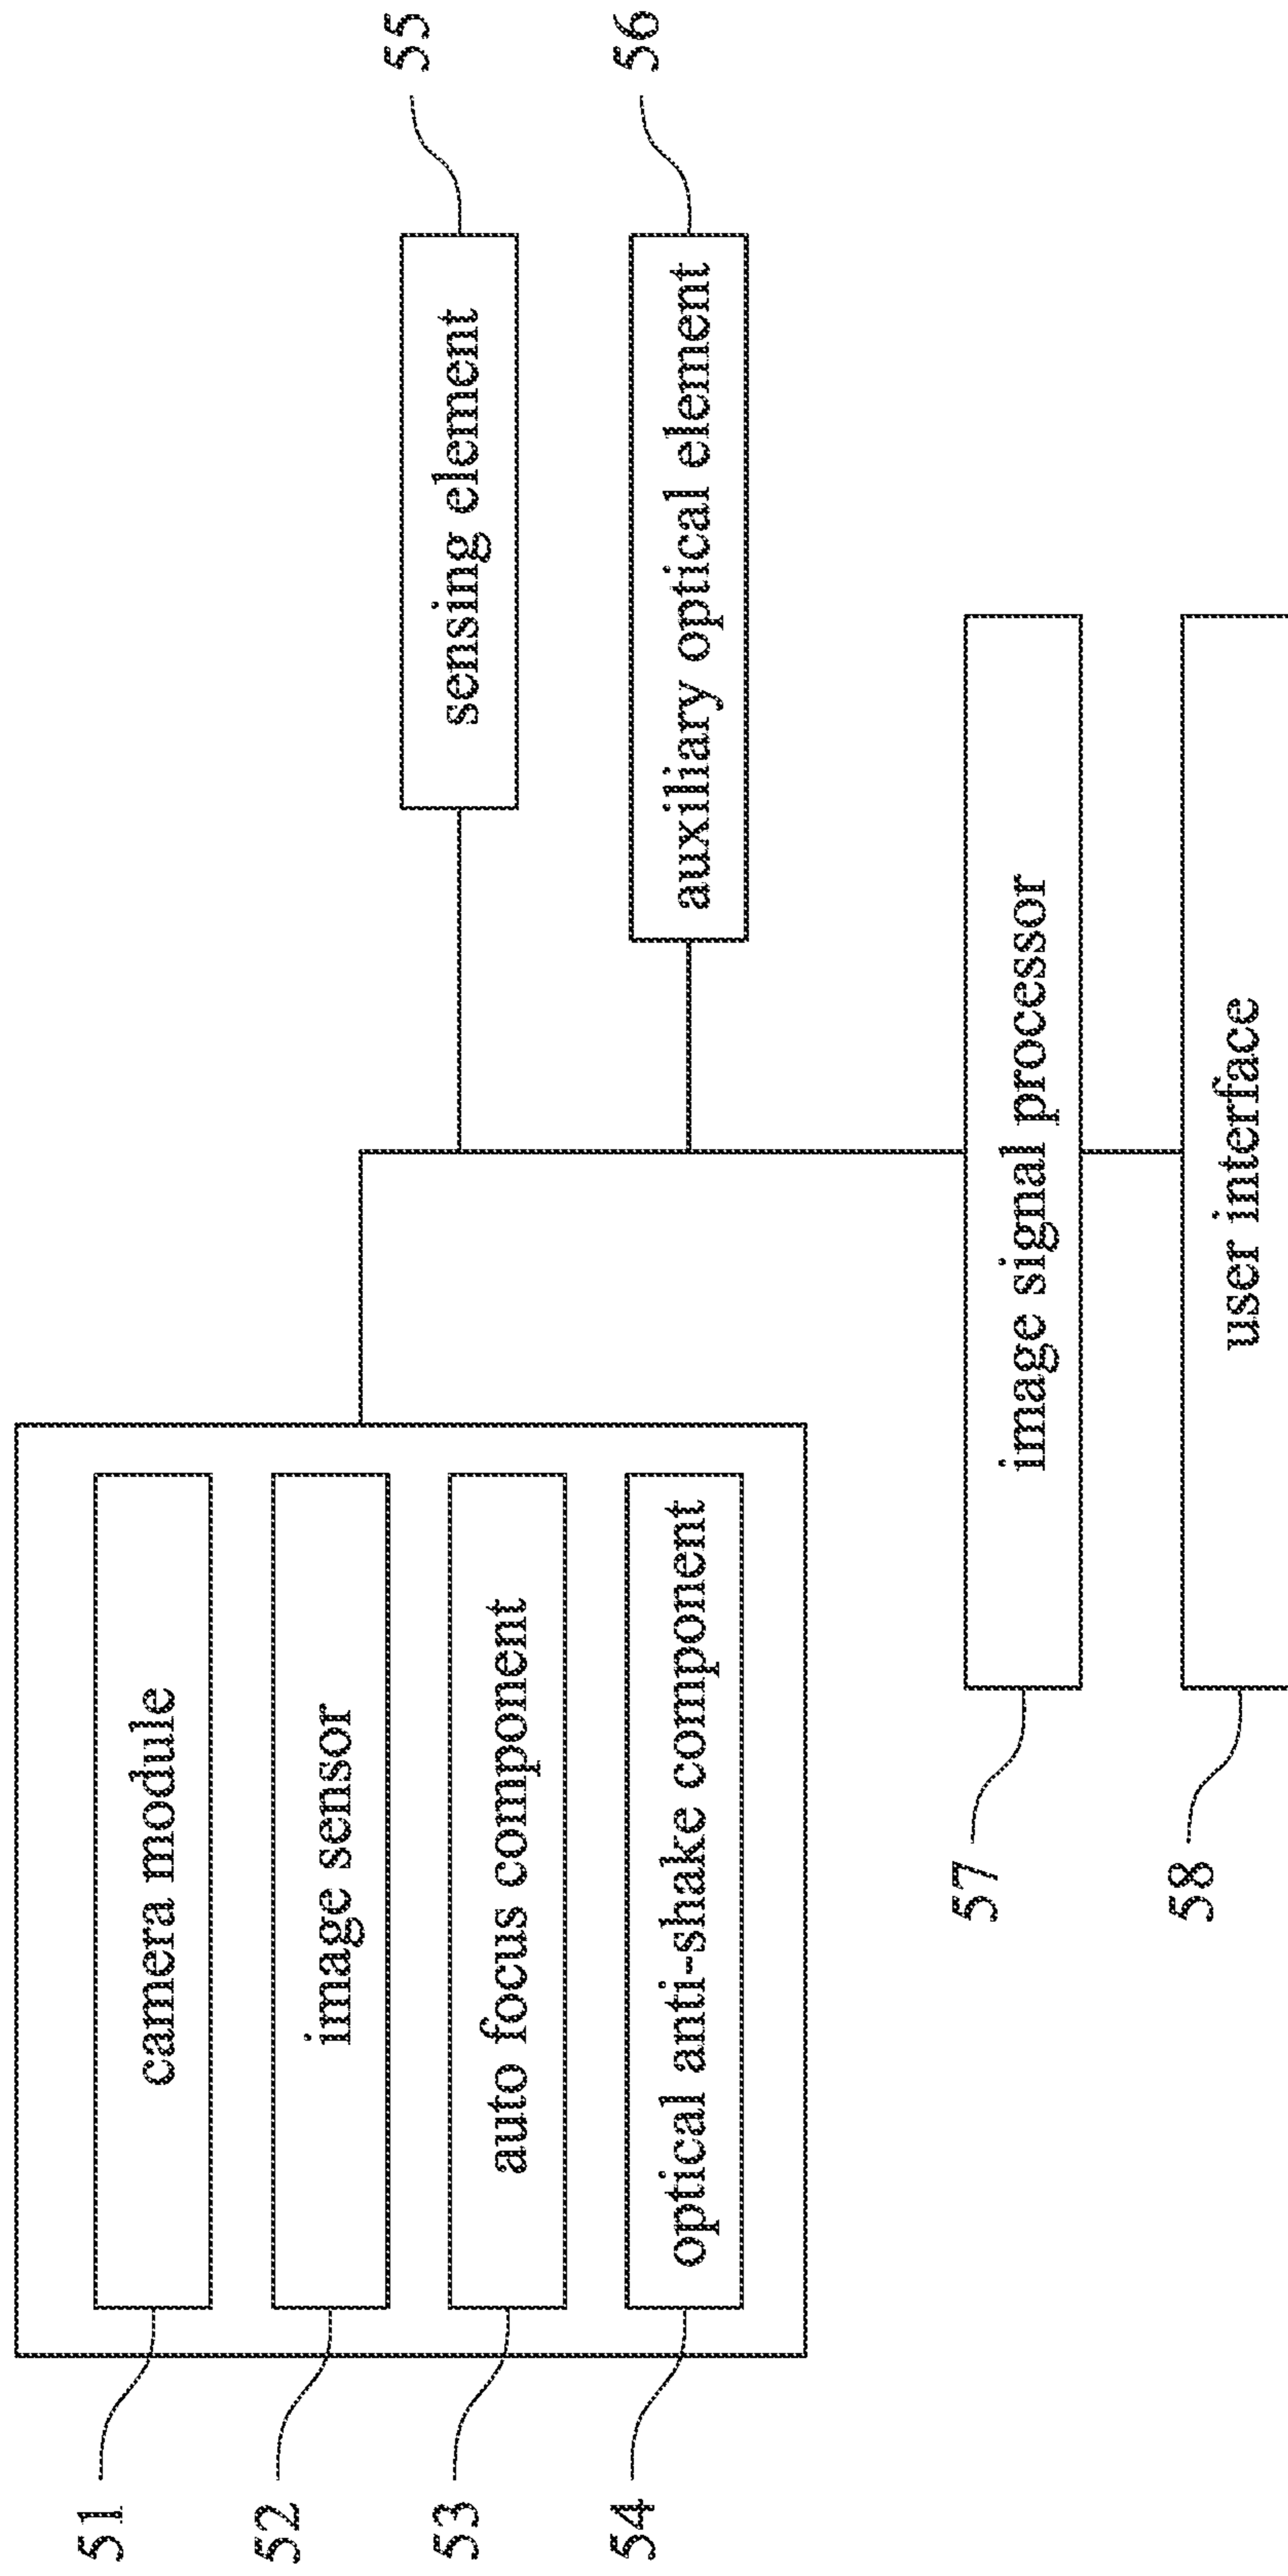 51
camera module
52
image sensor
53
auto focus component
54
optical anti-shake component
sensing element
55
auxiliary optical element
56
57
image signal processor
58
user interface